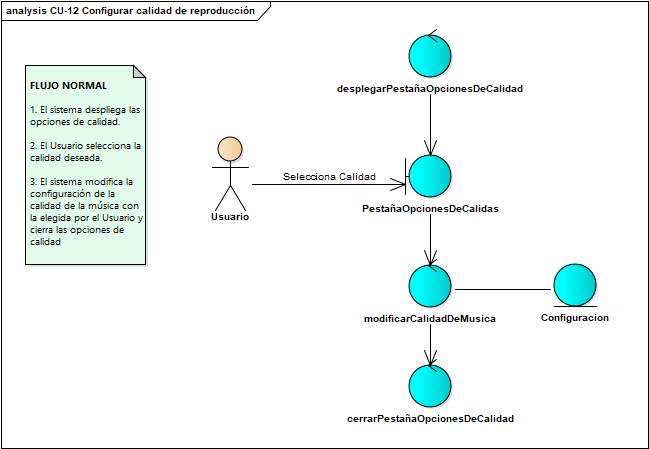 analysis CU-12 Configurar calidad de reproducción
desplegarPestañaOpcionesDeCalidad
FLUJO NORMAL
1. El sistema despliega las
opciones de calidad.
2. El Usuario selecciona la
calidad deseada.
3. El sistema modifica la
configuración de la
calidad de la música con
la elegida por el Usuario y
cierra las opciones de
calidad
Selecciona Calidad
Usuario
PestañaOpcionesDeCalidas
modificarCalidadDeMusica
Configuracion
cerrarPestañaOpcionesDeCalidad